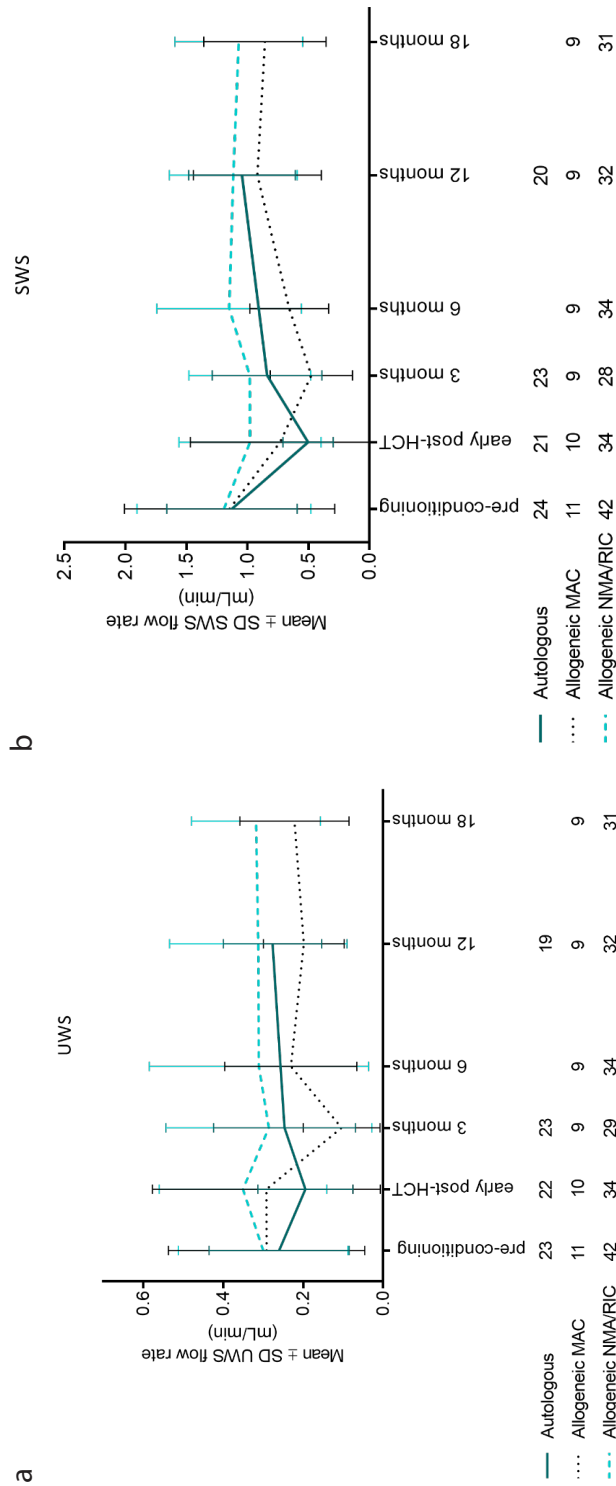 a
UWS
Mean ± SD UWS flow rate
(mL/min)
0.6
0.4
0.2
0.0
pre-conditioning
early post-HCT
3 months
6 months
12 months
18 months
Autologous 23 22 23 19
Allogeneic MAC 11 10 9 9 9 9
Allogeneic NMA/RIC 42 34 29 34 32 31
b
SWS
Mean ± SD SWS flow rate
(mL/min)
2.5
2.0
1.5
1.0
0.5
0.0
pre-conditioning
early post-HCT
3 months
6 months
12 months
18 months
Autologous 24 21 23 20
Allogeneic MAC 11 10 9 9 9 9
Allogeneic NMA/RIC 42 34 28 34 32 31